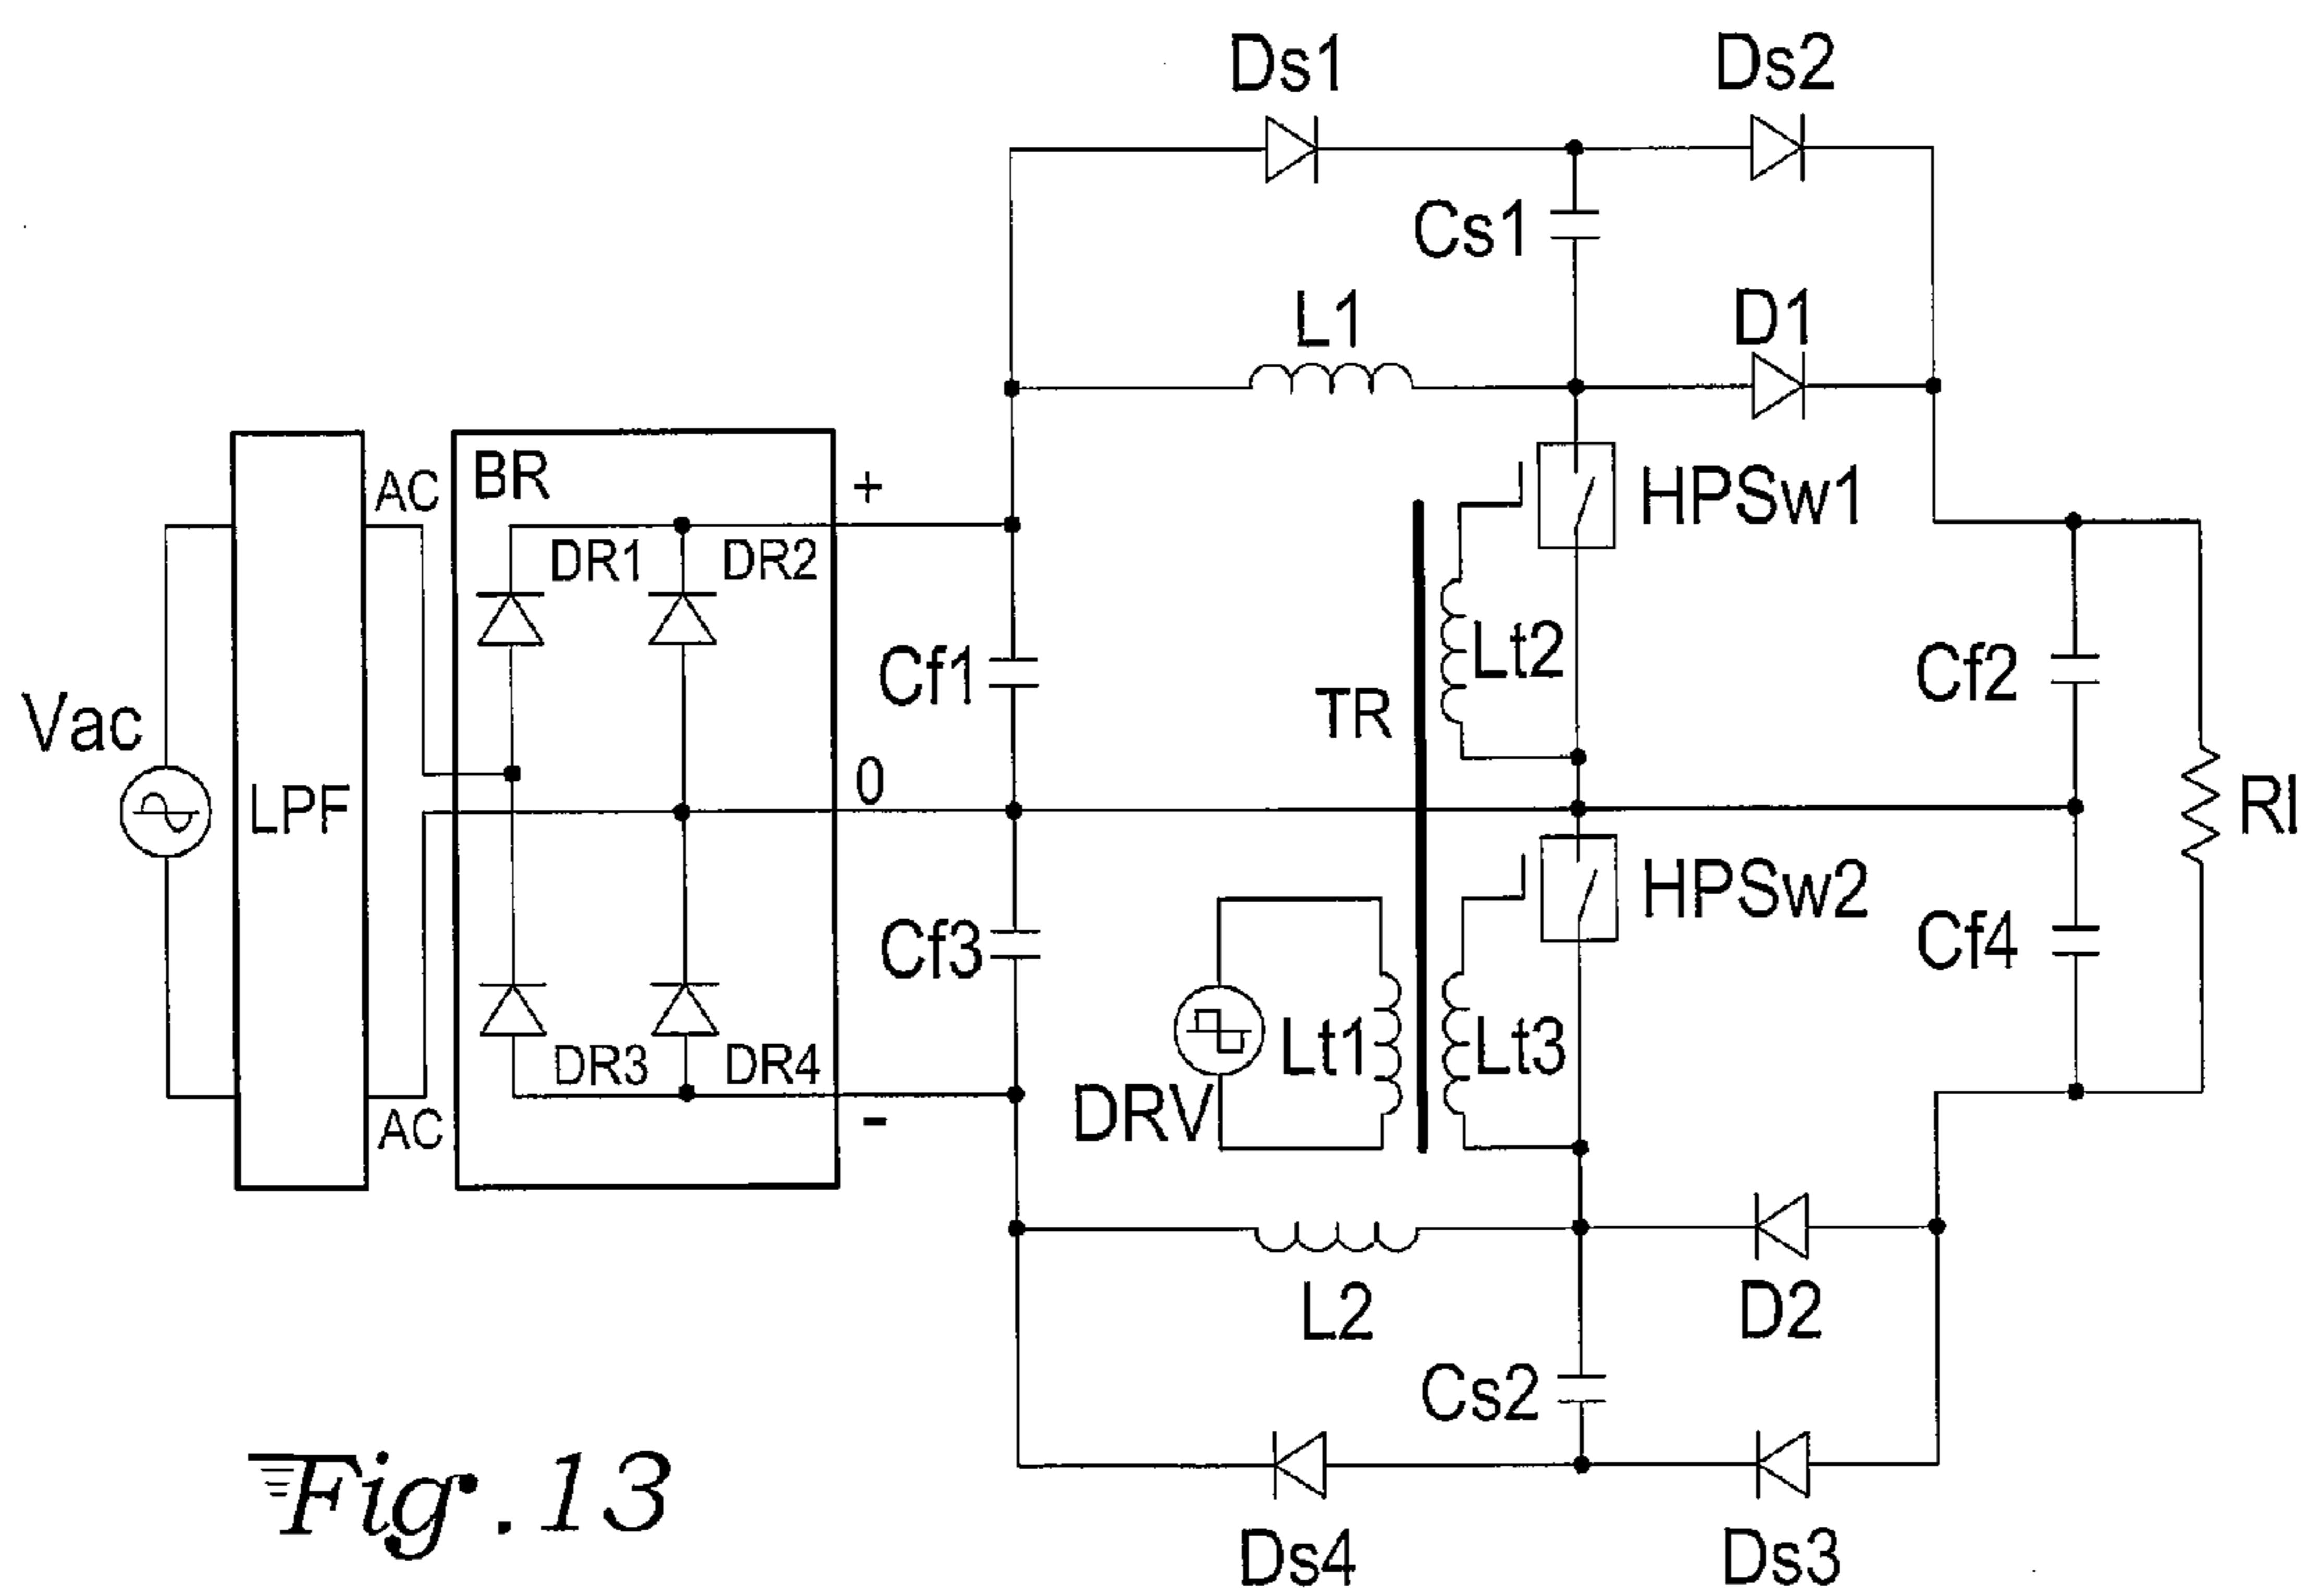 Ds1
Ds2
Cs1
L1
D1
AC
BR
+
HPSw1
DR1
DR2
Lt2
Cf1
Cf2
Vac
TR
LPF
0
Rl
HPSw2
Cf3
Cf4
Lt1
Lt3
DR3
DR4
DRV
AC
-
L2
D2
Cs2
Fig. 13
Ds4
Ds3